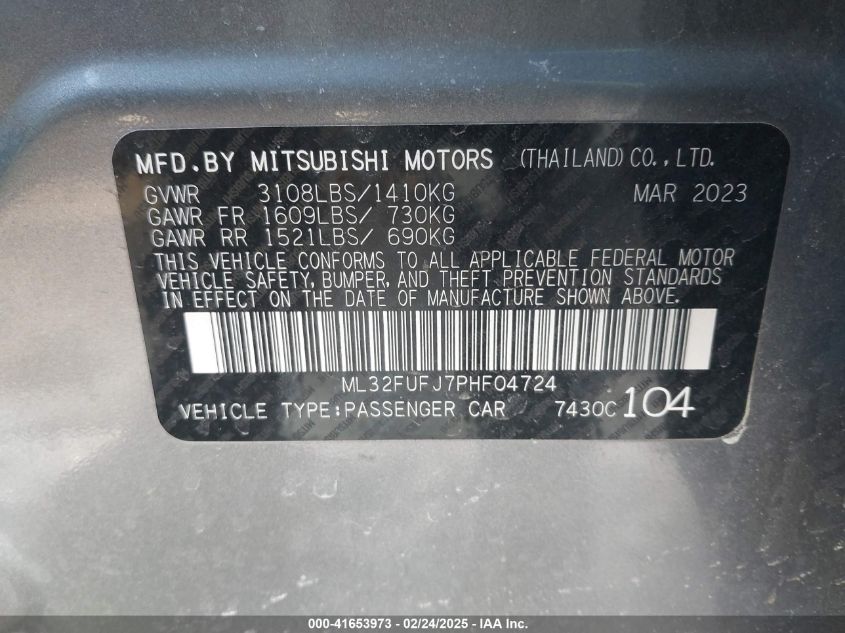 MFD.BY MITSUBISHI MOTORS (THAILAND) CO.,LTD.
GVWR 3108LBS/1410KG MAR 2023
GAWR FR 1609LBS/ 730KG
GAWR RR 1521LBS/ 690KG
THIS VEHICLE CONFORMS TO ALL APPLICABLE FEDERAL MOTOR
VEHICLE SAFETY, BUMPER, AND THEFT PREVENTION STANDARDS
IN EFFECT ON THE DATE OF MANUFACTURE SHOWN ABOVE.
ML32FUFJ7PHF04724
VEHICLE TYPE:PASSENGER CAR 7430C 104
000-41653973 - 02/24/2025 - IAA, LLC.